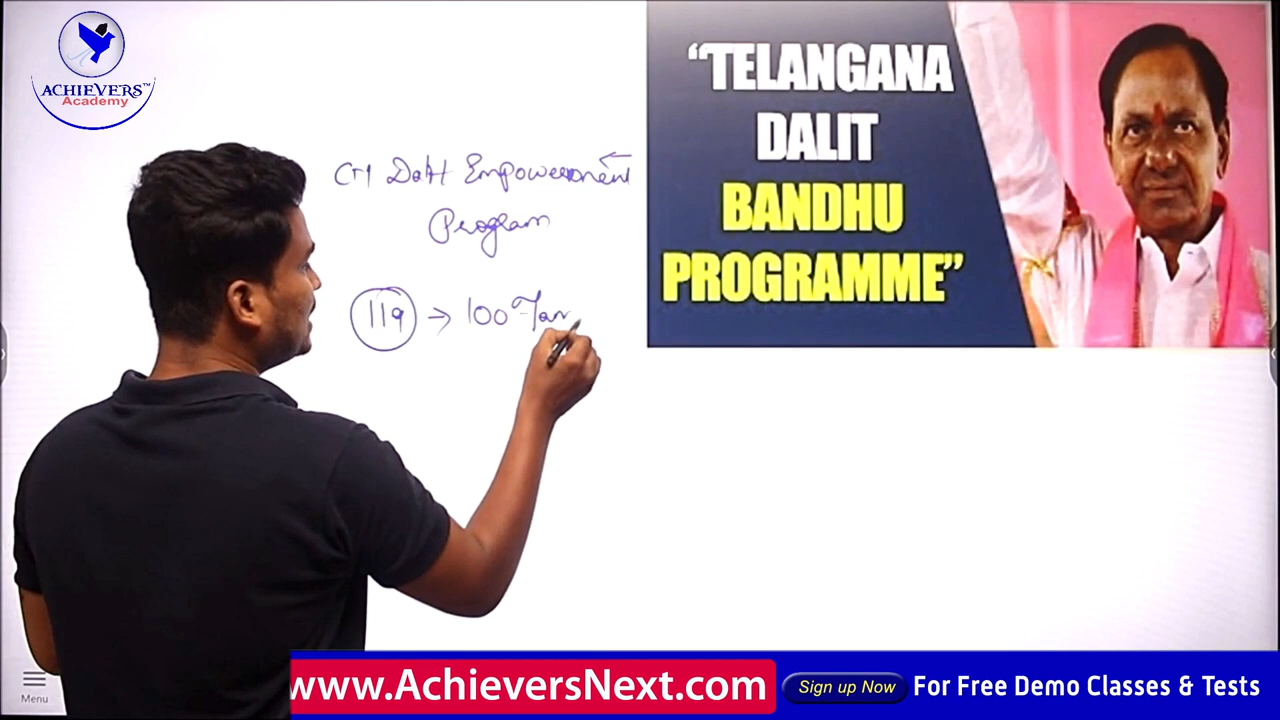 ACHIEVERS™
Academy
CM Dalit Empowerment
Program
119 → 100 Fam
"TELANGANA
DALIT
BANDHU
PROGRAMME"
Menu
www.AchieversNext.com
Sign up Now
For Free Demo Classes & Tests